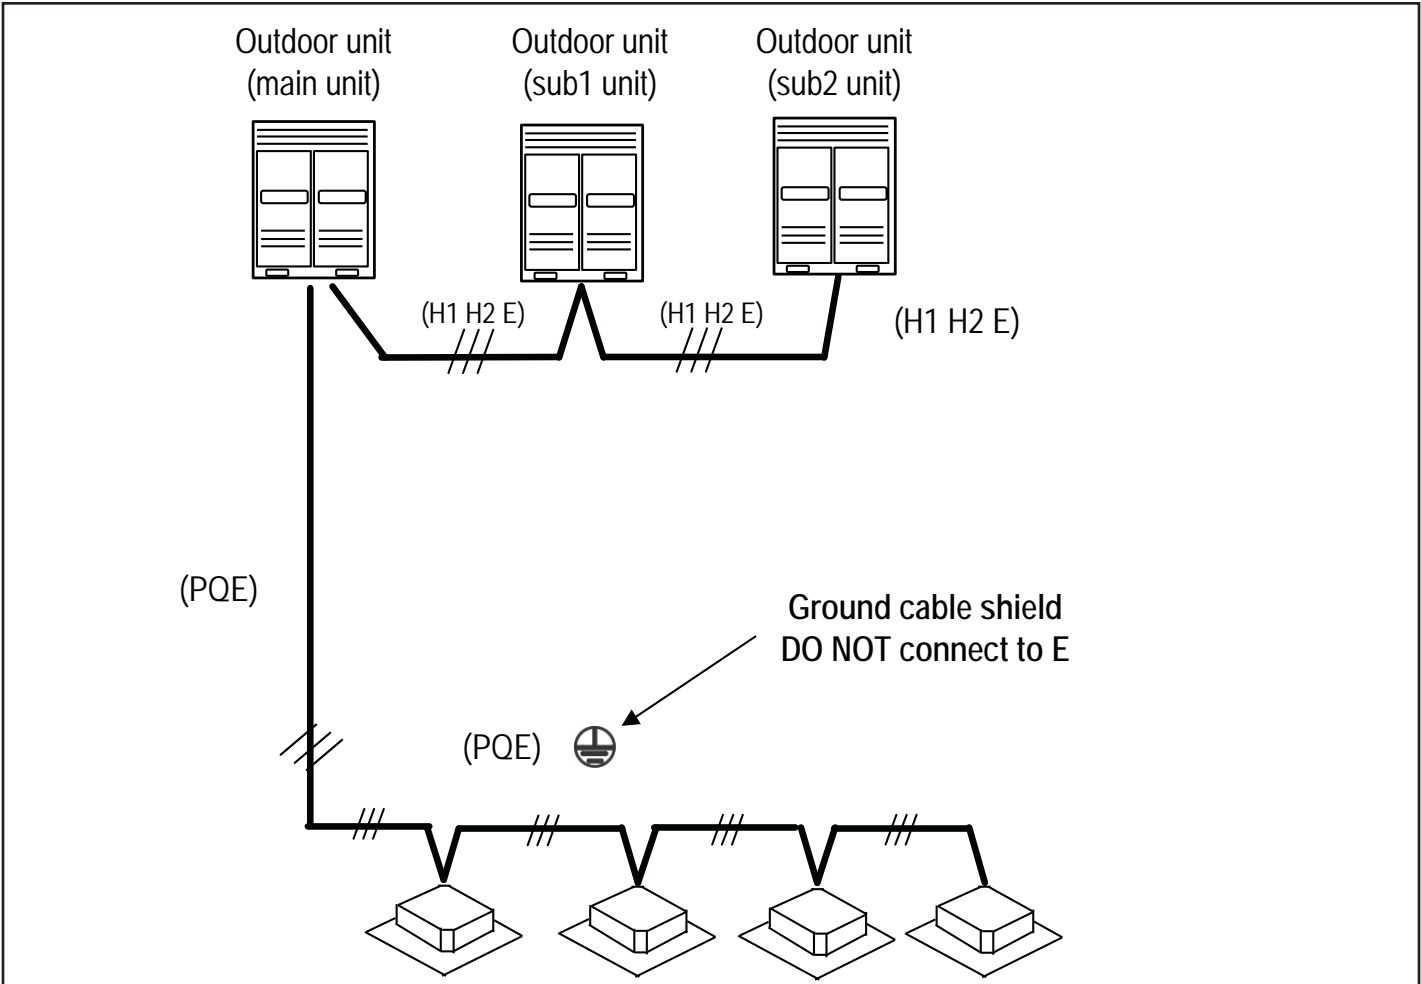 Outdoor unit
(main unit)
Outdoor unit
(sub1 unit)
Outdoor unit
(sub2 unit)
(H1 H2 E)
(H1 H2 E)
(H1 H2 E)
(PQE)
Ground cable shield
DO NOT connect to E
(PQE)